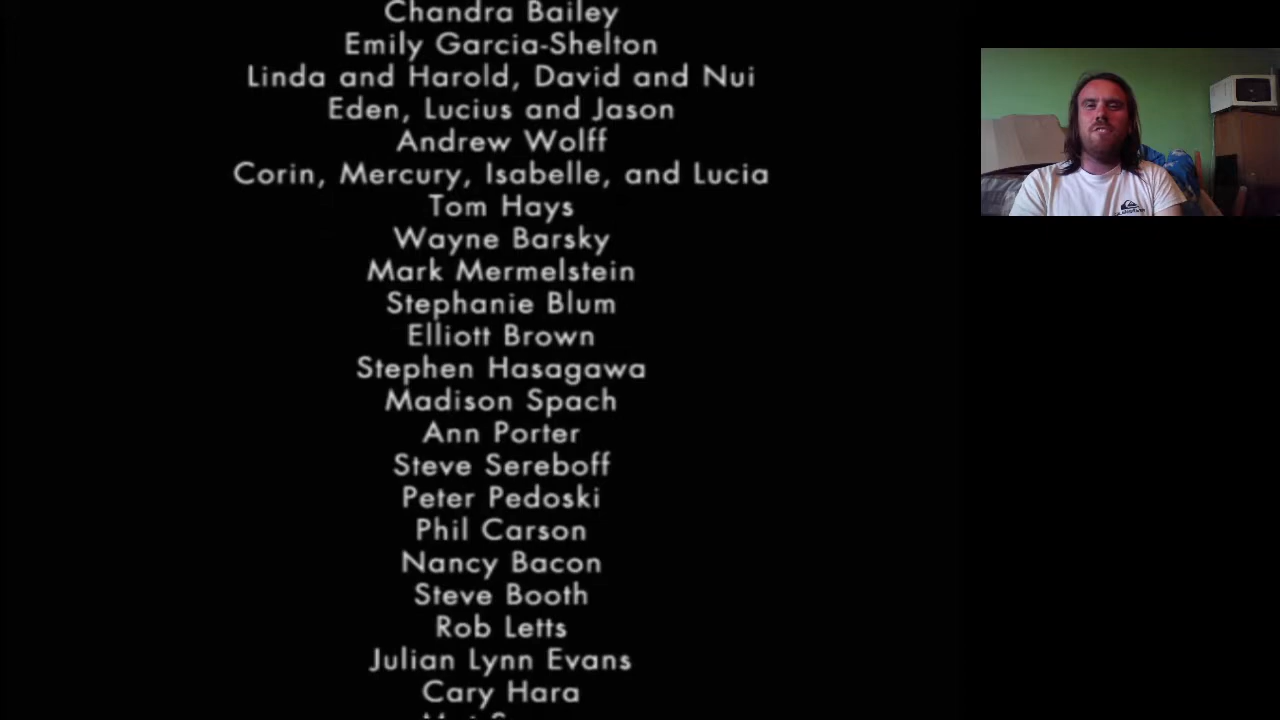 Chandra Bailey
Emily Garcia-Shelton
Linda and Harold, David and Nui
Eden, Lucius and Jason
Andrew Wolff
Corin, Mercury, Isabelle, and Lucia
Tom Hays
Wayne Barsky
Mark Mermelstein
Stephanie Blum
Elliott Brown
Stephen Hasagawa
Madison Spach
Ann Porter
Steve Sereboff
Peter Pedoski
Phil Carson
Nancy Bacon
Steve Booth
Rob Letts
Julian Lynn Evans
Cary Hara